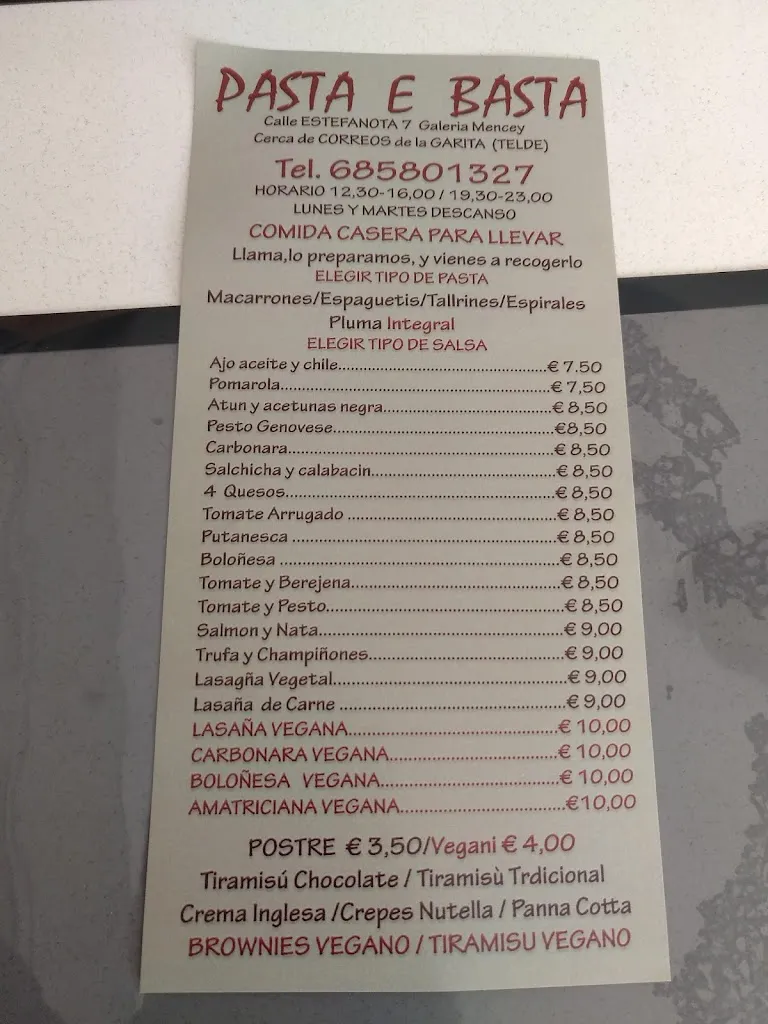 PASTA E BASTA
Calle ESTEFANOTA 7 Galeria Mencey
Cerca de CORREOS de la GARITA (TELDE)
Tel. 685801327
HORARIO 12,30-16,00 / 19,30-23,00
LUNES Y MARTES DESCANSO
COMIDA CASERA PARA LLEVAR
Llama,lo preparamos, y vienes a recogerlo
ELEGIR TIPO DE PASTA
Macarrones/Espaguetis/Tallrines/Espirales
Pluma Integral
ELEGIR TIPO DE SALSA
Ajo aceite y chile....................................................€ 7.50
Pomarola...................................................................€ 7,50
Atun y acetunas negra..........................................€ 8,50
Pesto Genovese.......................................................€8,50
Carbonara..................................................................€ 8,50
Salchicha y calabacin..............................................€ 8,50
4 Quesos...................................................................€ 8,50
Tomate Arrugado ....................................................€ 8,50
Putanesca ..................................................................€ 8,50
Boloñesa .....................................................................€ 8,50
Tomate y Berejena....................................................€ 8,50
Tomate y Pesto..........................................................€ 8,50
Salmon y Nata............................................................€ 9,00
Trufa y Champiñones................................................€ 9,00
Lasagña Vegetal.........................................................€ 9,00
Lasaña de Carne ........................................................€ 9,00
LASAÑA VEGANA....................................................€ 10,00
CARBONARA VEGANA..........................................€ 10,00
BOLOÑESA VEGANA............................................€ 10,00
AMATRICIANA VEGANA........................................€10,00
POSTRE € 3,50/Vegani € 4,00
Tiramisú Chocolate / Tiramisù Trdicional
Crema Inglesa /Crepes Nutella / Panna Cotta
BROWNIES VEGANO / TIRAMISU VEGANO